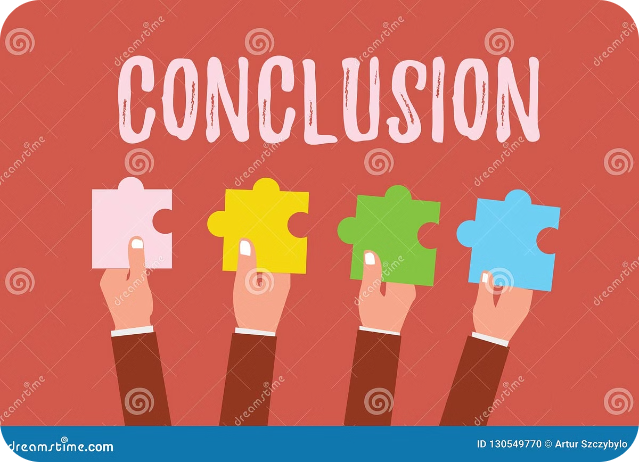 CONCLUSION
dreamstime.com
ID 130549770 © Artur Szczybylo